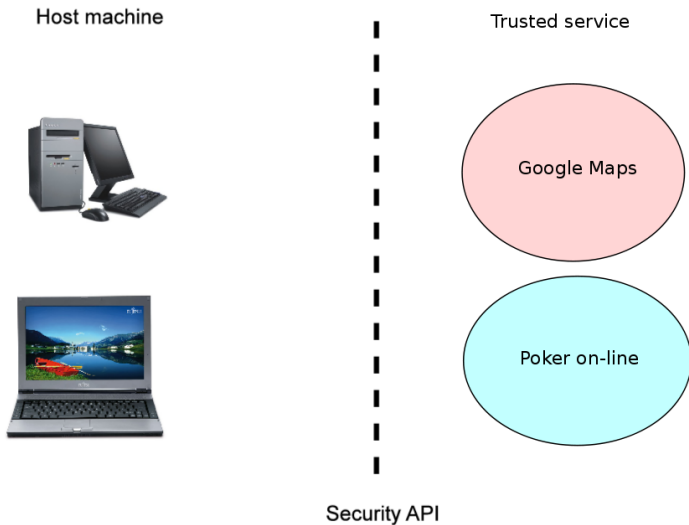 Host machine
Trusted service
Google Maps
Poker on-line
Security API